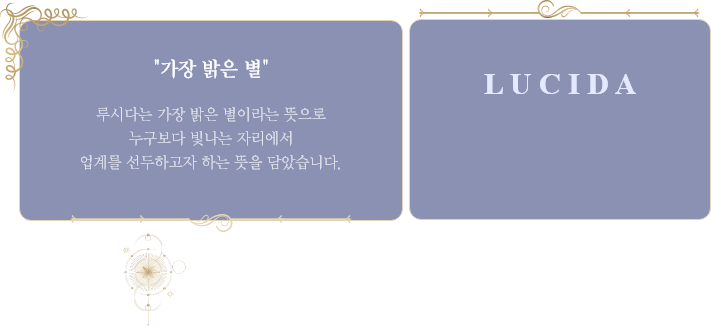 "가장 밝은 별"
루시다는 가장 밝은 별이라는 뜻으로
누구보다 빛나는 자리에서
업계를 선두하고자 하는 뜻을 담았습니다.
LUCIDA